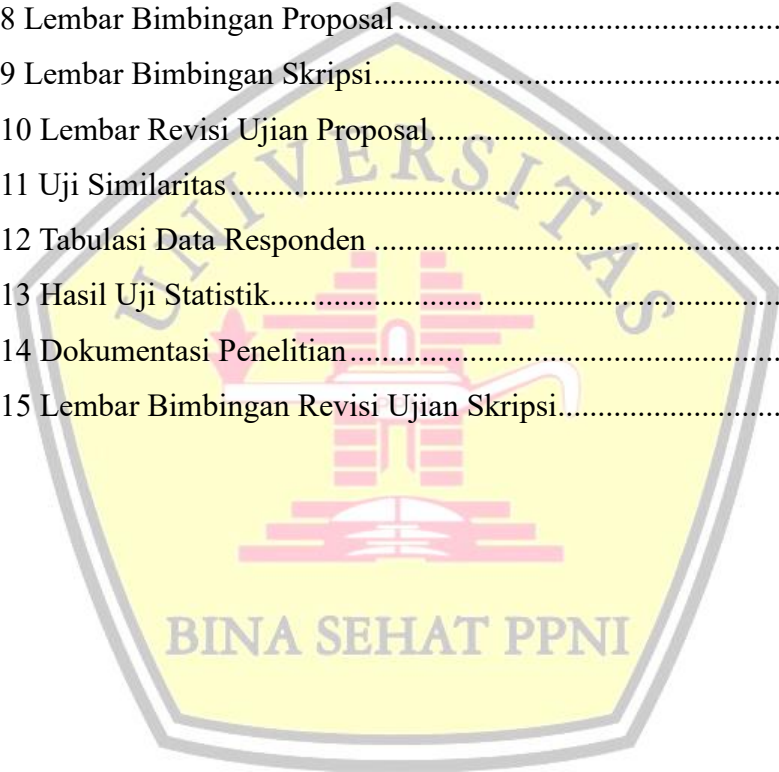 8 Lembar Bimbingan Proposal........................................
9 Lembar Bimbingan Skripsi..........................................
10 Lembar Revisi Ujian Proposal....................................
11 Uji Similaritas............................................................
12 Tabulasi Data Responden ..........................................
13 Hasil Uji Statistik.......................................................
14 Dokumentasi Penelitian.............................................
15 Lembar Bimbingan Revisi Ujian Skripsi......................
UNIVERSITAS
BINA SEHAT PPNI